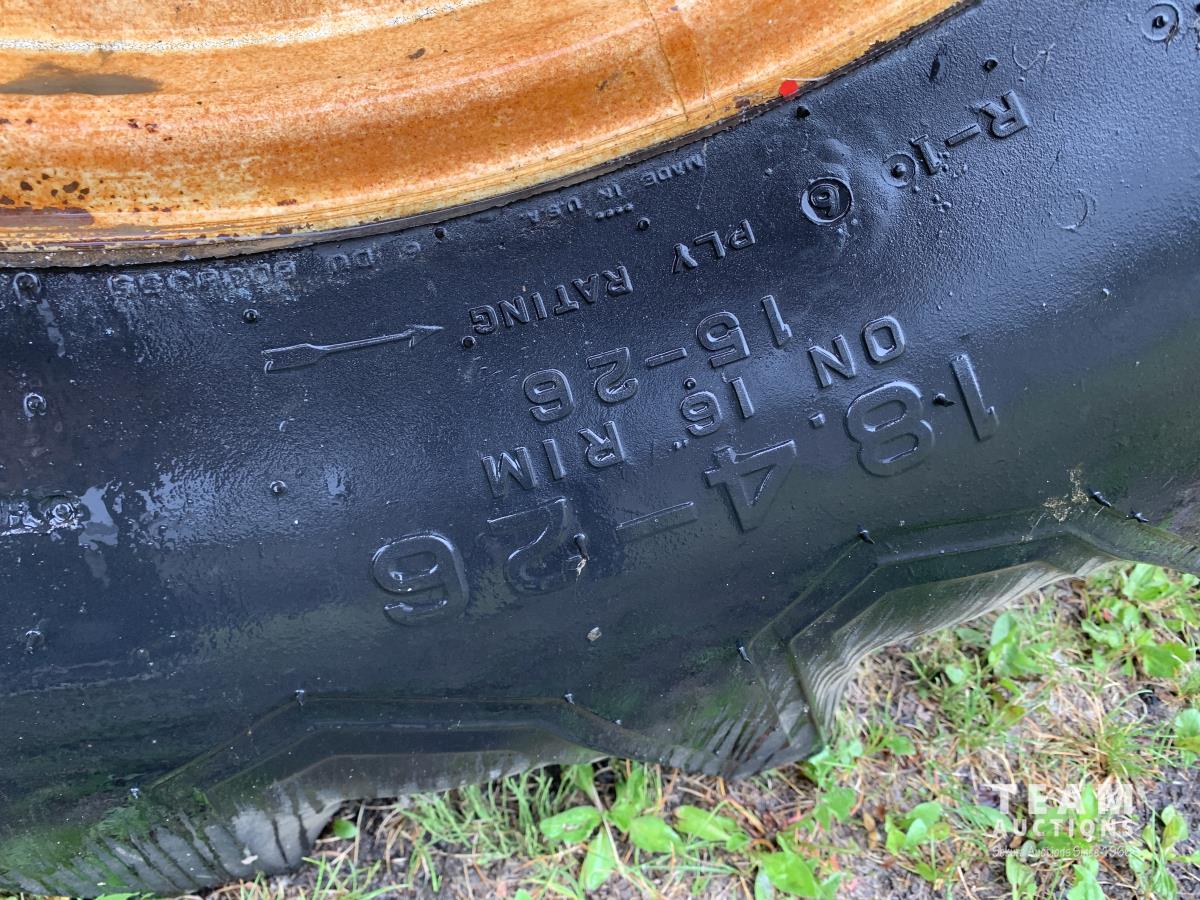 18.4-26
ON 16" RIM
15-26
6 PLY RATING
R-1
MADE IN U.S.A.
TEAM
AUCTIONS